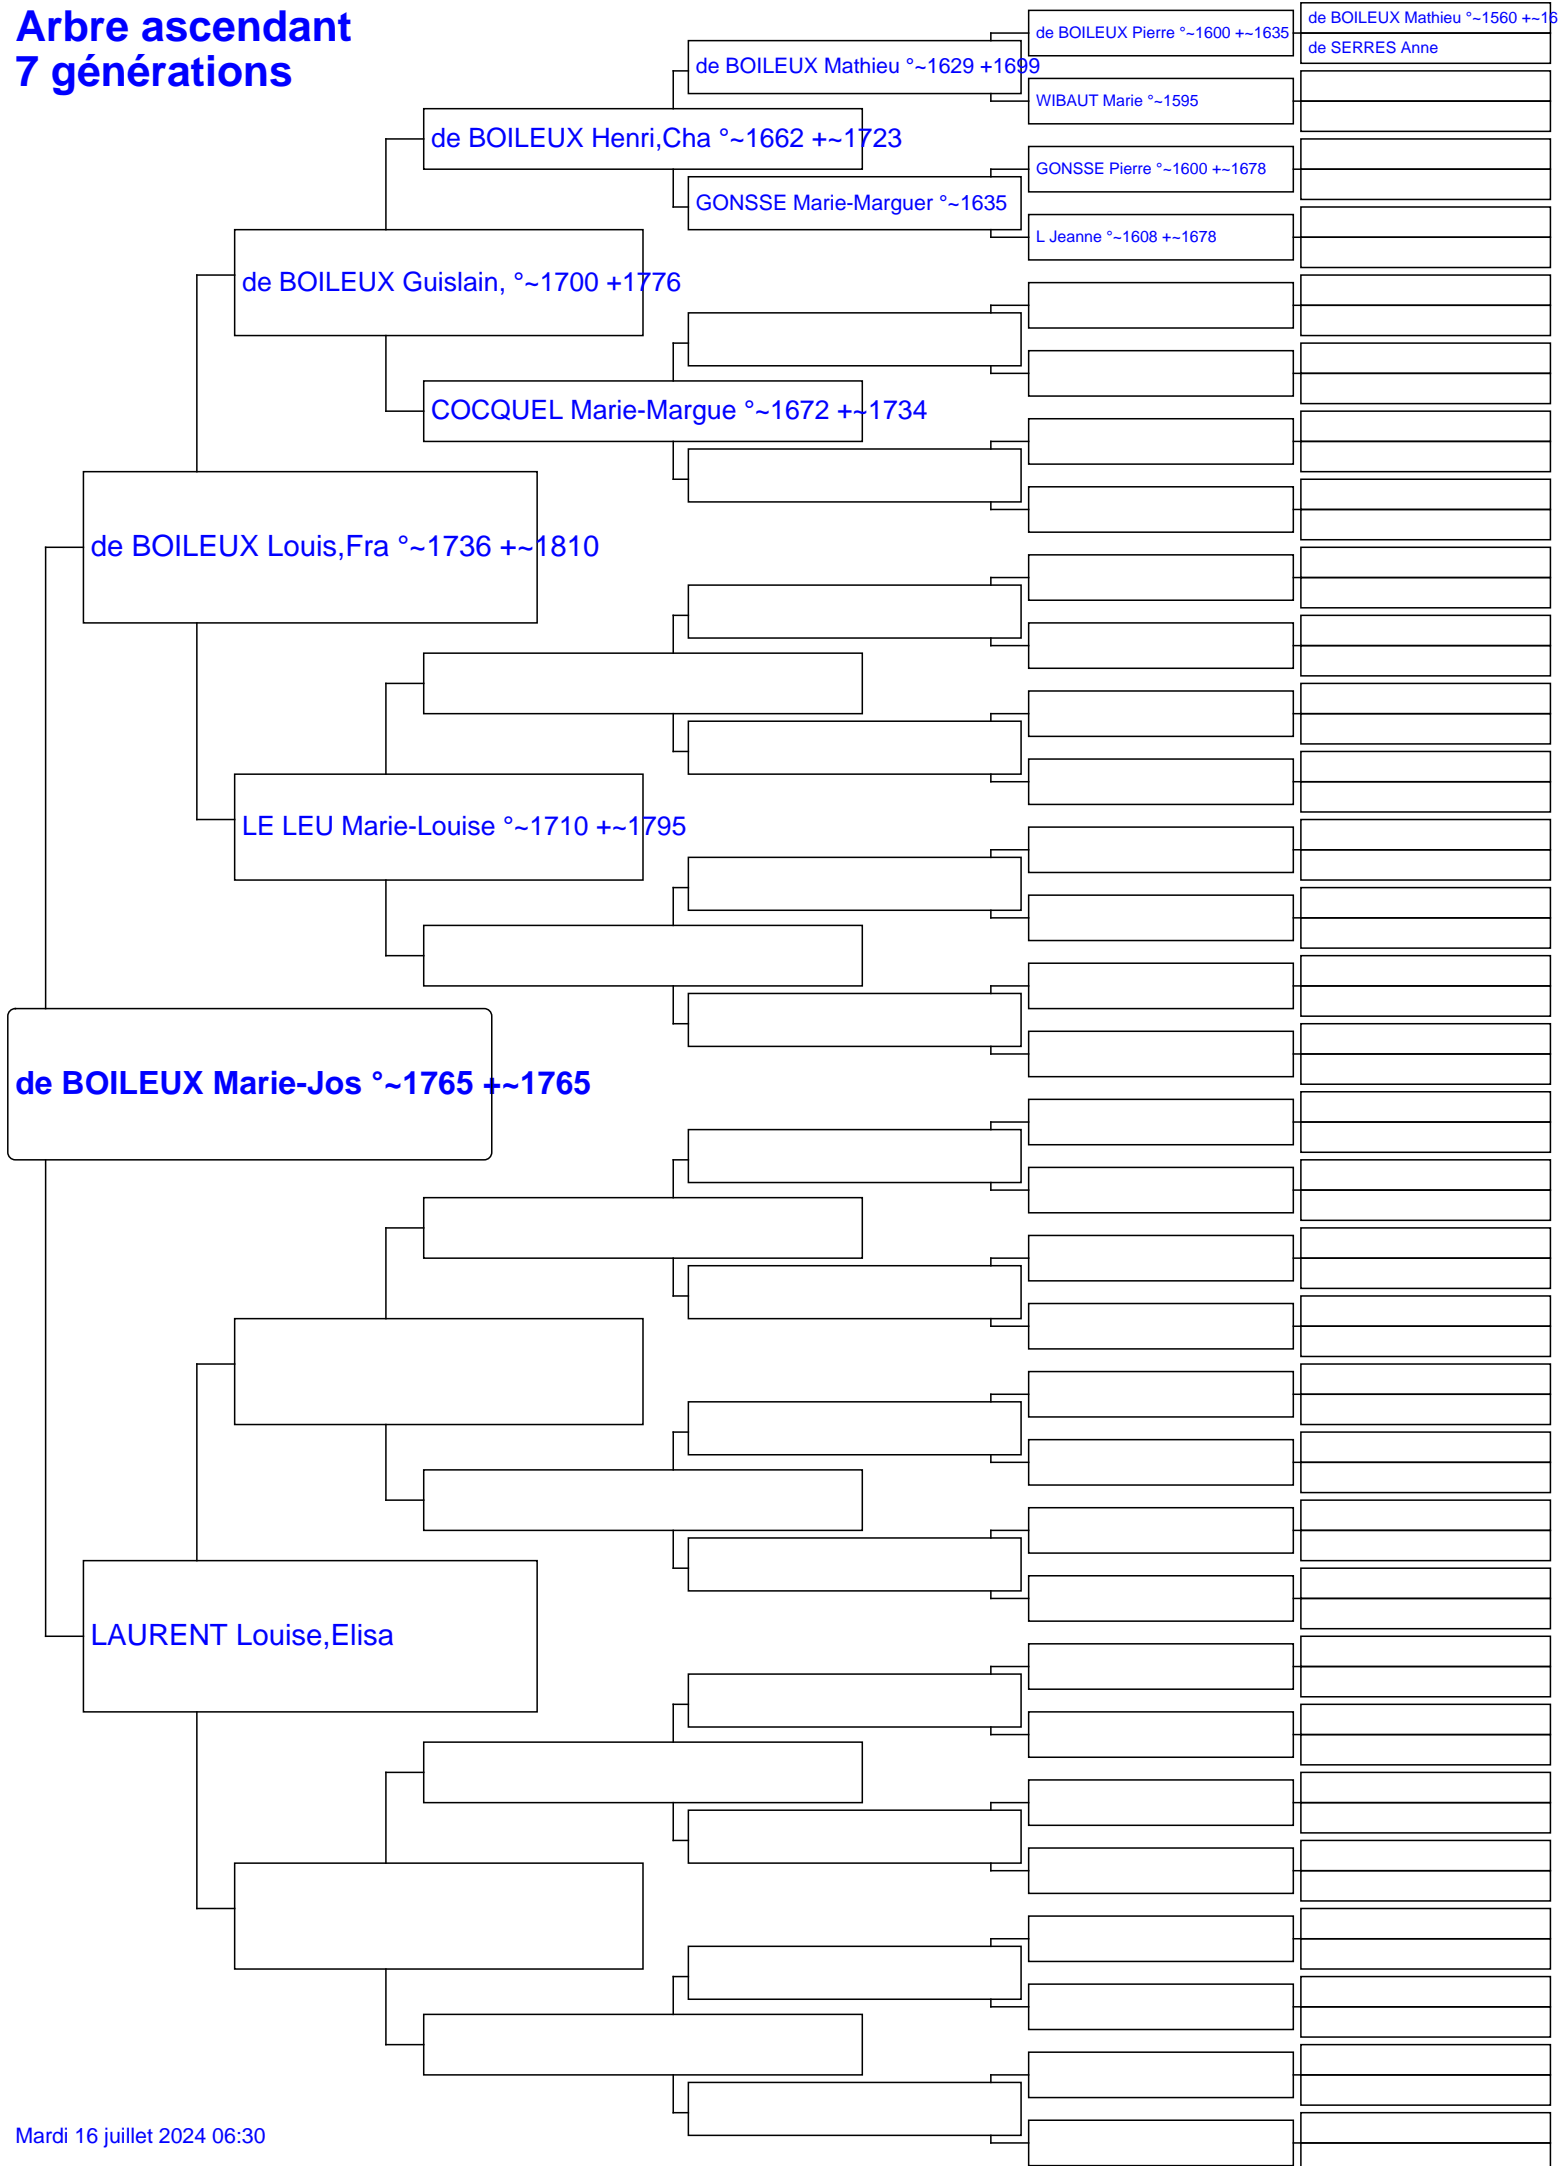 Arbre ascendant
7 générations
de BOILEUX Mathieu °~1560 +~16
de BOILEUX Pierre °~1600 +~1635
de SERRES Anne
de BOILEUX Mathieu °~1629 +1699
WIBAUT Marie °~1595
de BOILEUX Henri,Cha °~1662 +~1723
GONSSE Pierre °~1600 +~1678
GONSSE Marie-Marguer °~1635
L Jeanne °~1608 +~1678
de BOILEUX Guislain, °~1700 +1776
COCQUEL Marie-Margue °~1672 +~1734
de BOILEUX Louis,Fra °~1736 +~1810
LE LEU Marie-Louise °~1710 +~1795
de BOILEUX Marie-Jos °~1765 +~1765
LAURENT Louise,Elisa
Mardi 16 juillet 2024 06:30